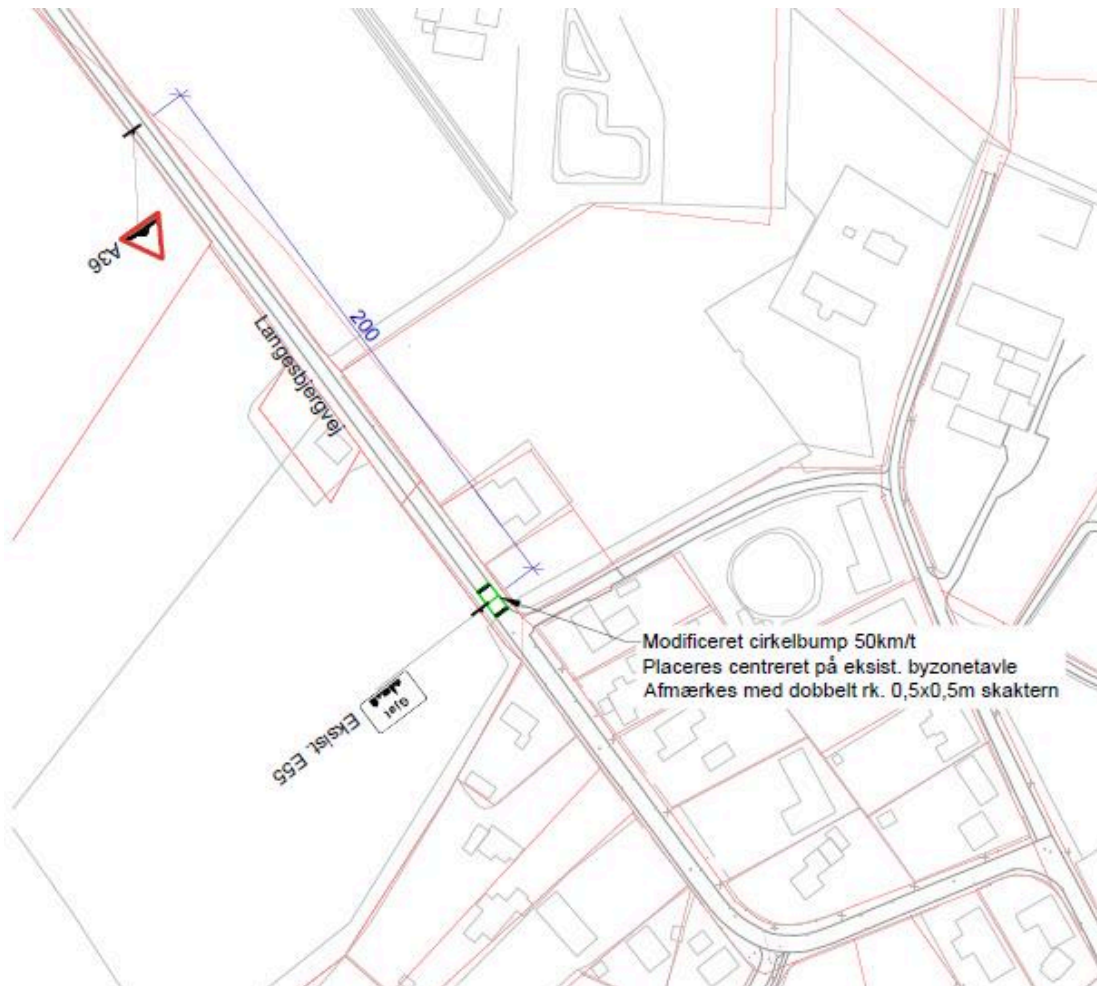 A36
200
Langesbjergvej
Modificeret cirkelbump 50km/t
Placeres centreret på eksist. byzonetavle
Afmærkes med dobbelt rk. 0,5x0,5m skaktern
Gjøl
Eksist. E55